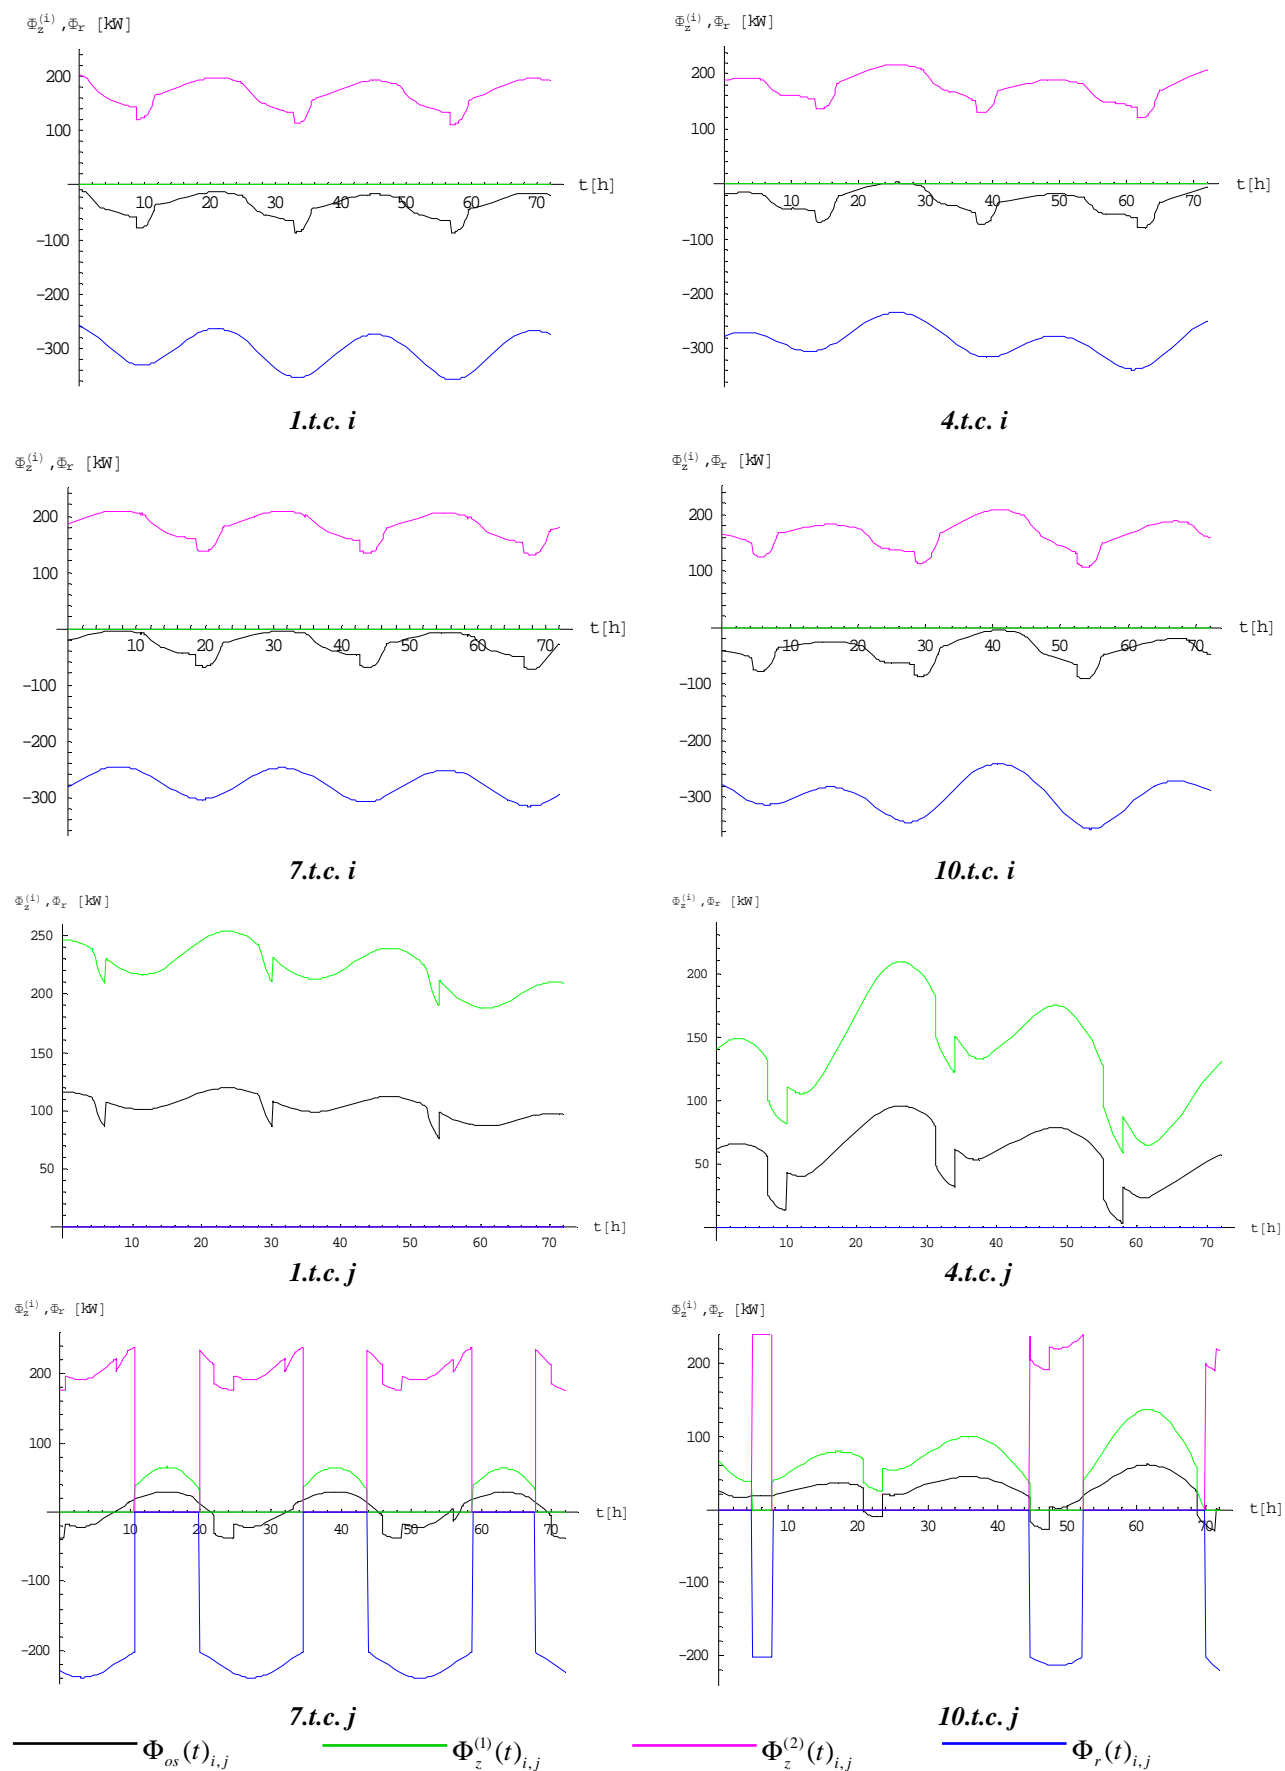 Φz(i),Φr [kW]
200
100
-100
-200
-300
10 20 30 40 50 60 70
t[h]
1.t.c. i
Φz(i),Φr [kW]
200
100
-100
-200
-300
10 20 30 40 50 60 70
t[h]
4.t.c. i
Φz(i),Φr [kW]
200
100
-100
-200
-300
10 20 30 40 50 60 70
t[h]
7.t.c. i
Φz(i),Φr [kW]
200
100
-100
-200
-300
10 20 30 40 50 60 70
t[h]
10.t.c. i
Φz(i),Φr [kW]
250
200
150
100
50
10 20 30 40 50 60 70
t[h]
1.t.c. j
Φz(i),Φr [kW]
200
150
100
50
10 20 30 40 50 60 70
t[h]
4.t.c. j
Φz(i),Φr [kW]
200
100
-100
-200
10 20 30 40 50 60 70
t[h]
7.t.c. j
Φz(i),Φr [kW]
200
100
-100
-200
10 20 30 40 50 60 70
t[h]
10.t.c. j
Φos(t)i,j Φz(1)(t)i,j Φz(2)(t)i,j Φr(t)i,j